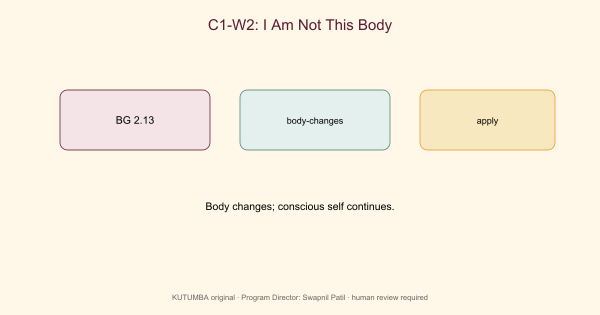 C1-W2: I Am Not This Body
BG 2.13
body-changes
apply
Body changes; conscious self continues.
KUTUMBA original · Program Director: Swapnil Patil · human review required